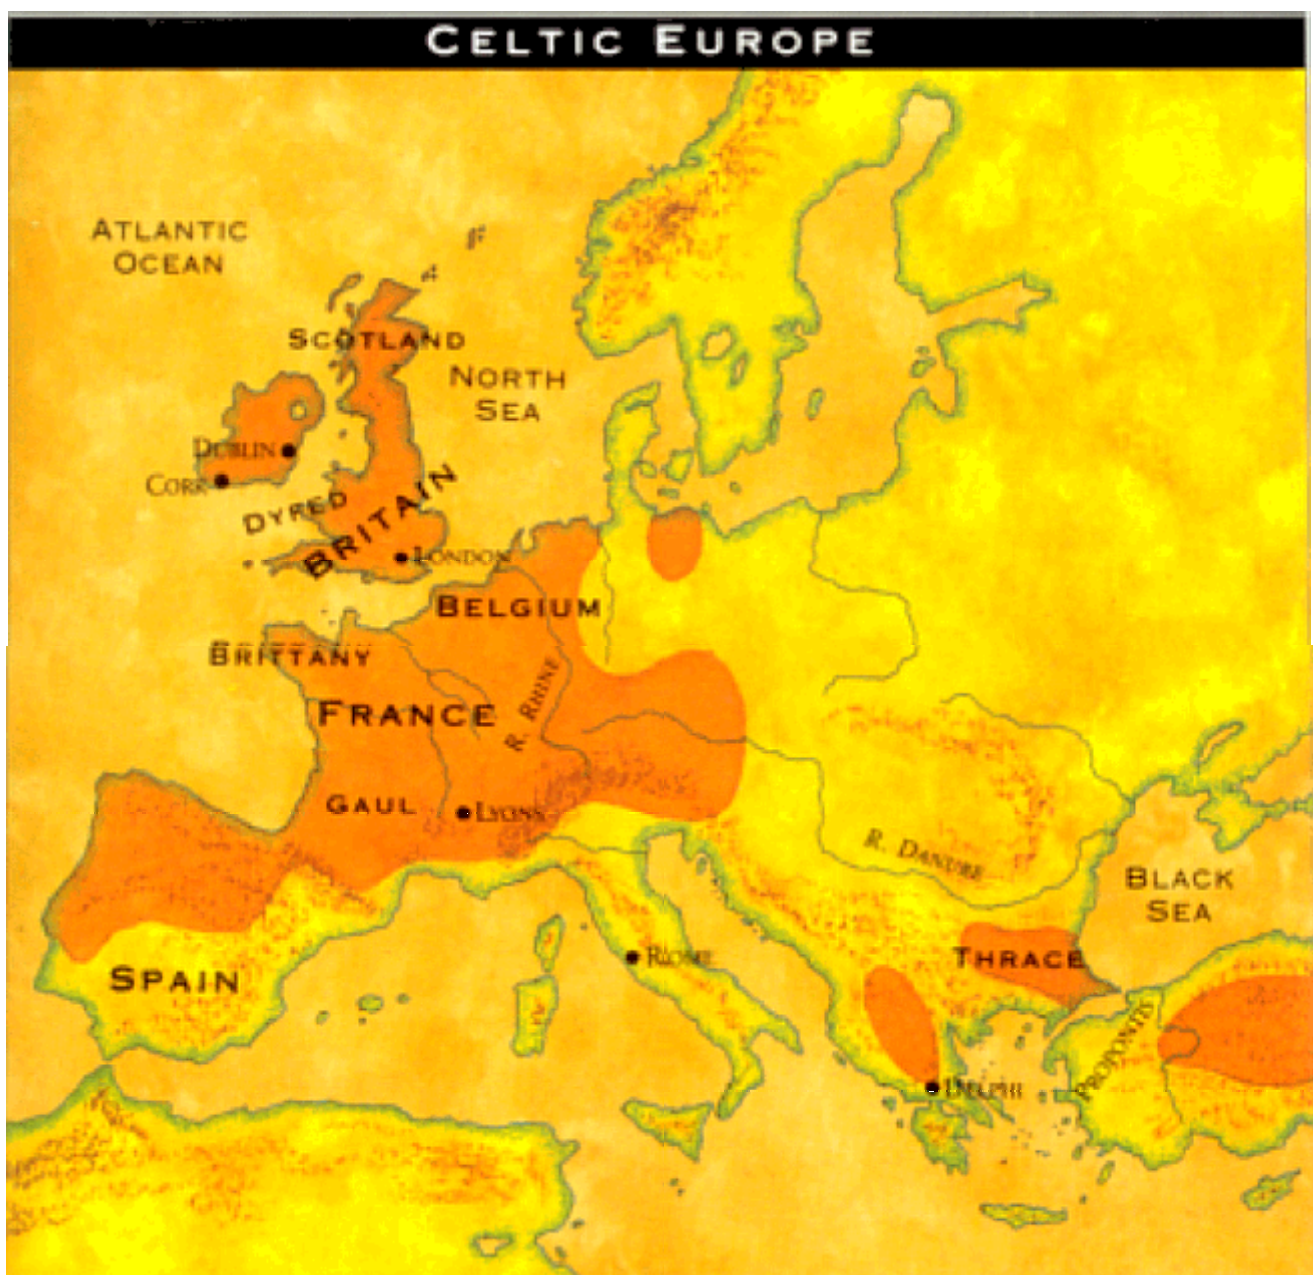 CELTIC EUROPE
ATLANTIC
OCEAN
SCOTLAND
NORTH
SEA
DUBLIN
CORK
DYFED
BRITAIN
LONDON
BELGIUM
BRITTANY
R. RHINE
FRANCE
GAUL
LYONS
R. DANUBE
BLACK
SEA
SPAIN
ROME
THRACE
PROPONTIS
DELPHI